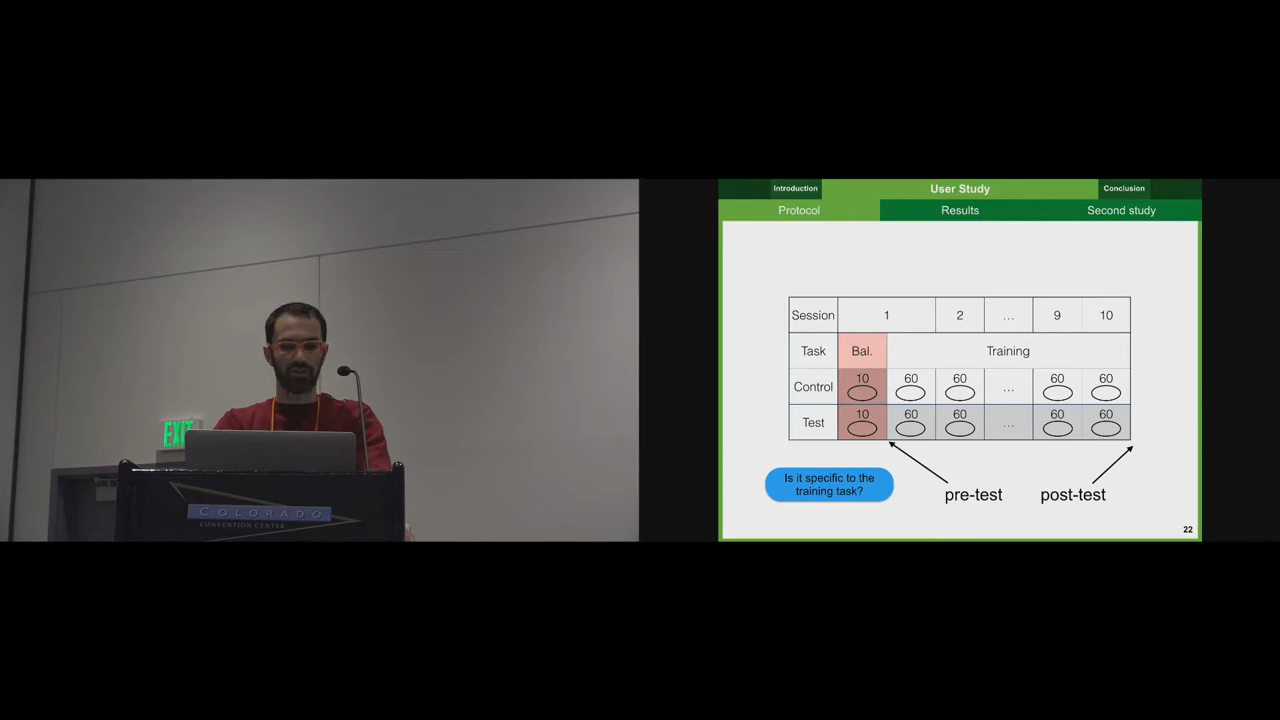 EXIT
COLORADO
CONVENTION CENTER
Introduction User Study Conclusion
Protocol Results Second study
Session 1 2 ... 9 10
Task Bal. Training
Control 10 60 60 ... 60 60
Test 10 60 60 ... 60 60
Is it specific to the
training task?
pre-test post-test
22